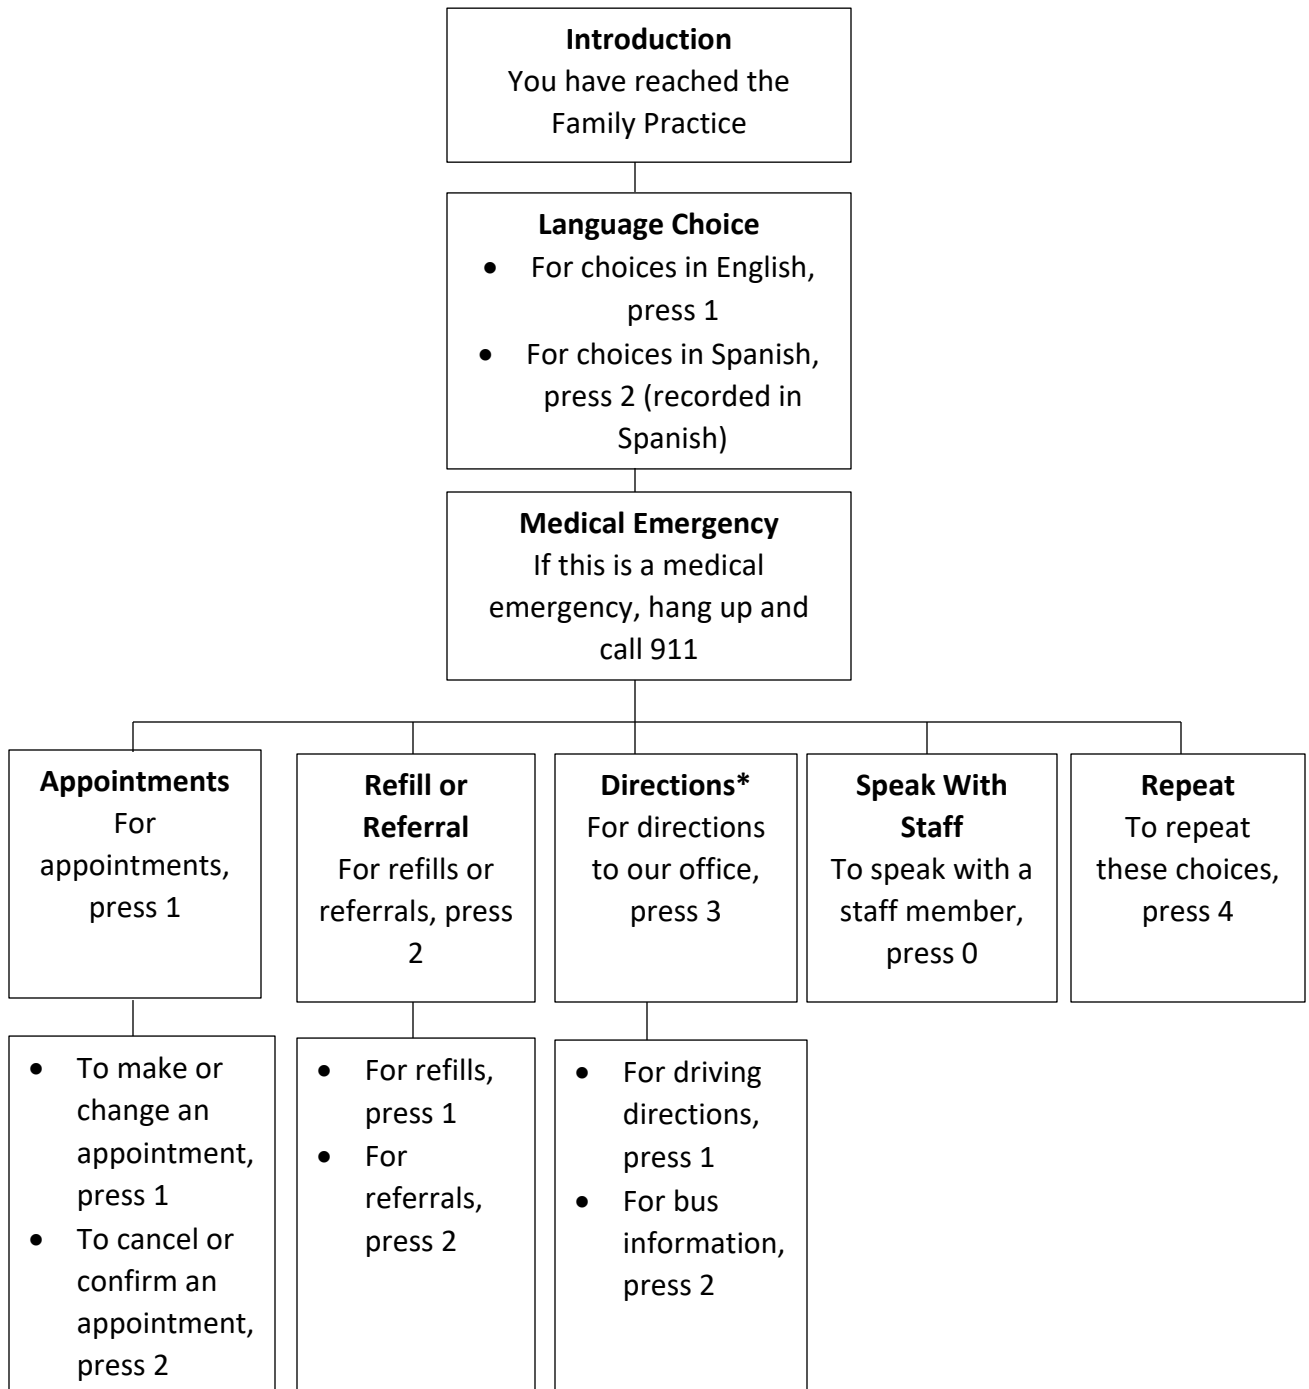 Introduction
You have reached the
Family Practice
Language Choice
• For choices in English,
press 1
• For choices in Spanish,
press 2 (recorded in
Spanish)
Medical Emergency
If this is a medical
emergency, hang up and
call 911
Appointments
For
appointments,
press 1
Refill or
Referral
For refills or
referrals, press
2
Directions*
For directions
to our office,
press 3
Speak With
Staff
To speak with a
staff member,
press 0
Repeat
To repeat
these choices,
press 4
• To make or
change an
appointment,
press 1
• To cancel or
confirm an
appointment,
press 2
• For refills,
press 1
• For
referrals,
press 2
• For driving
directions,
press 1
• For bus
information,
press 2